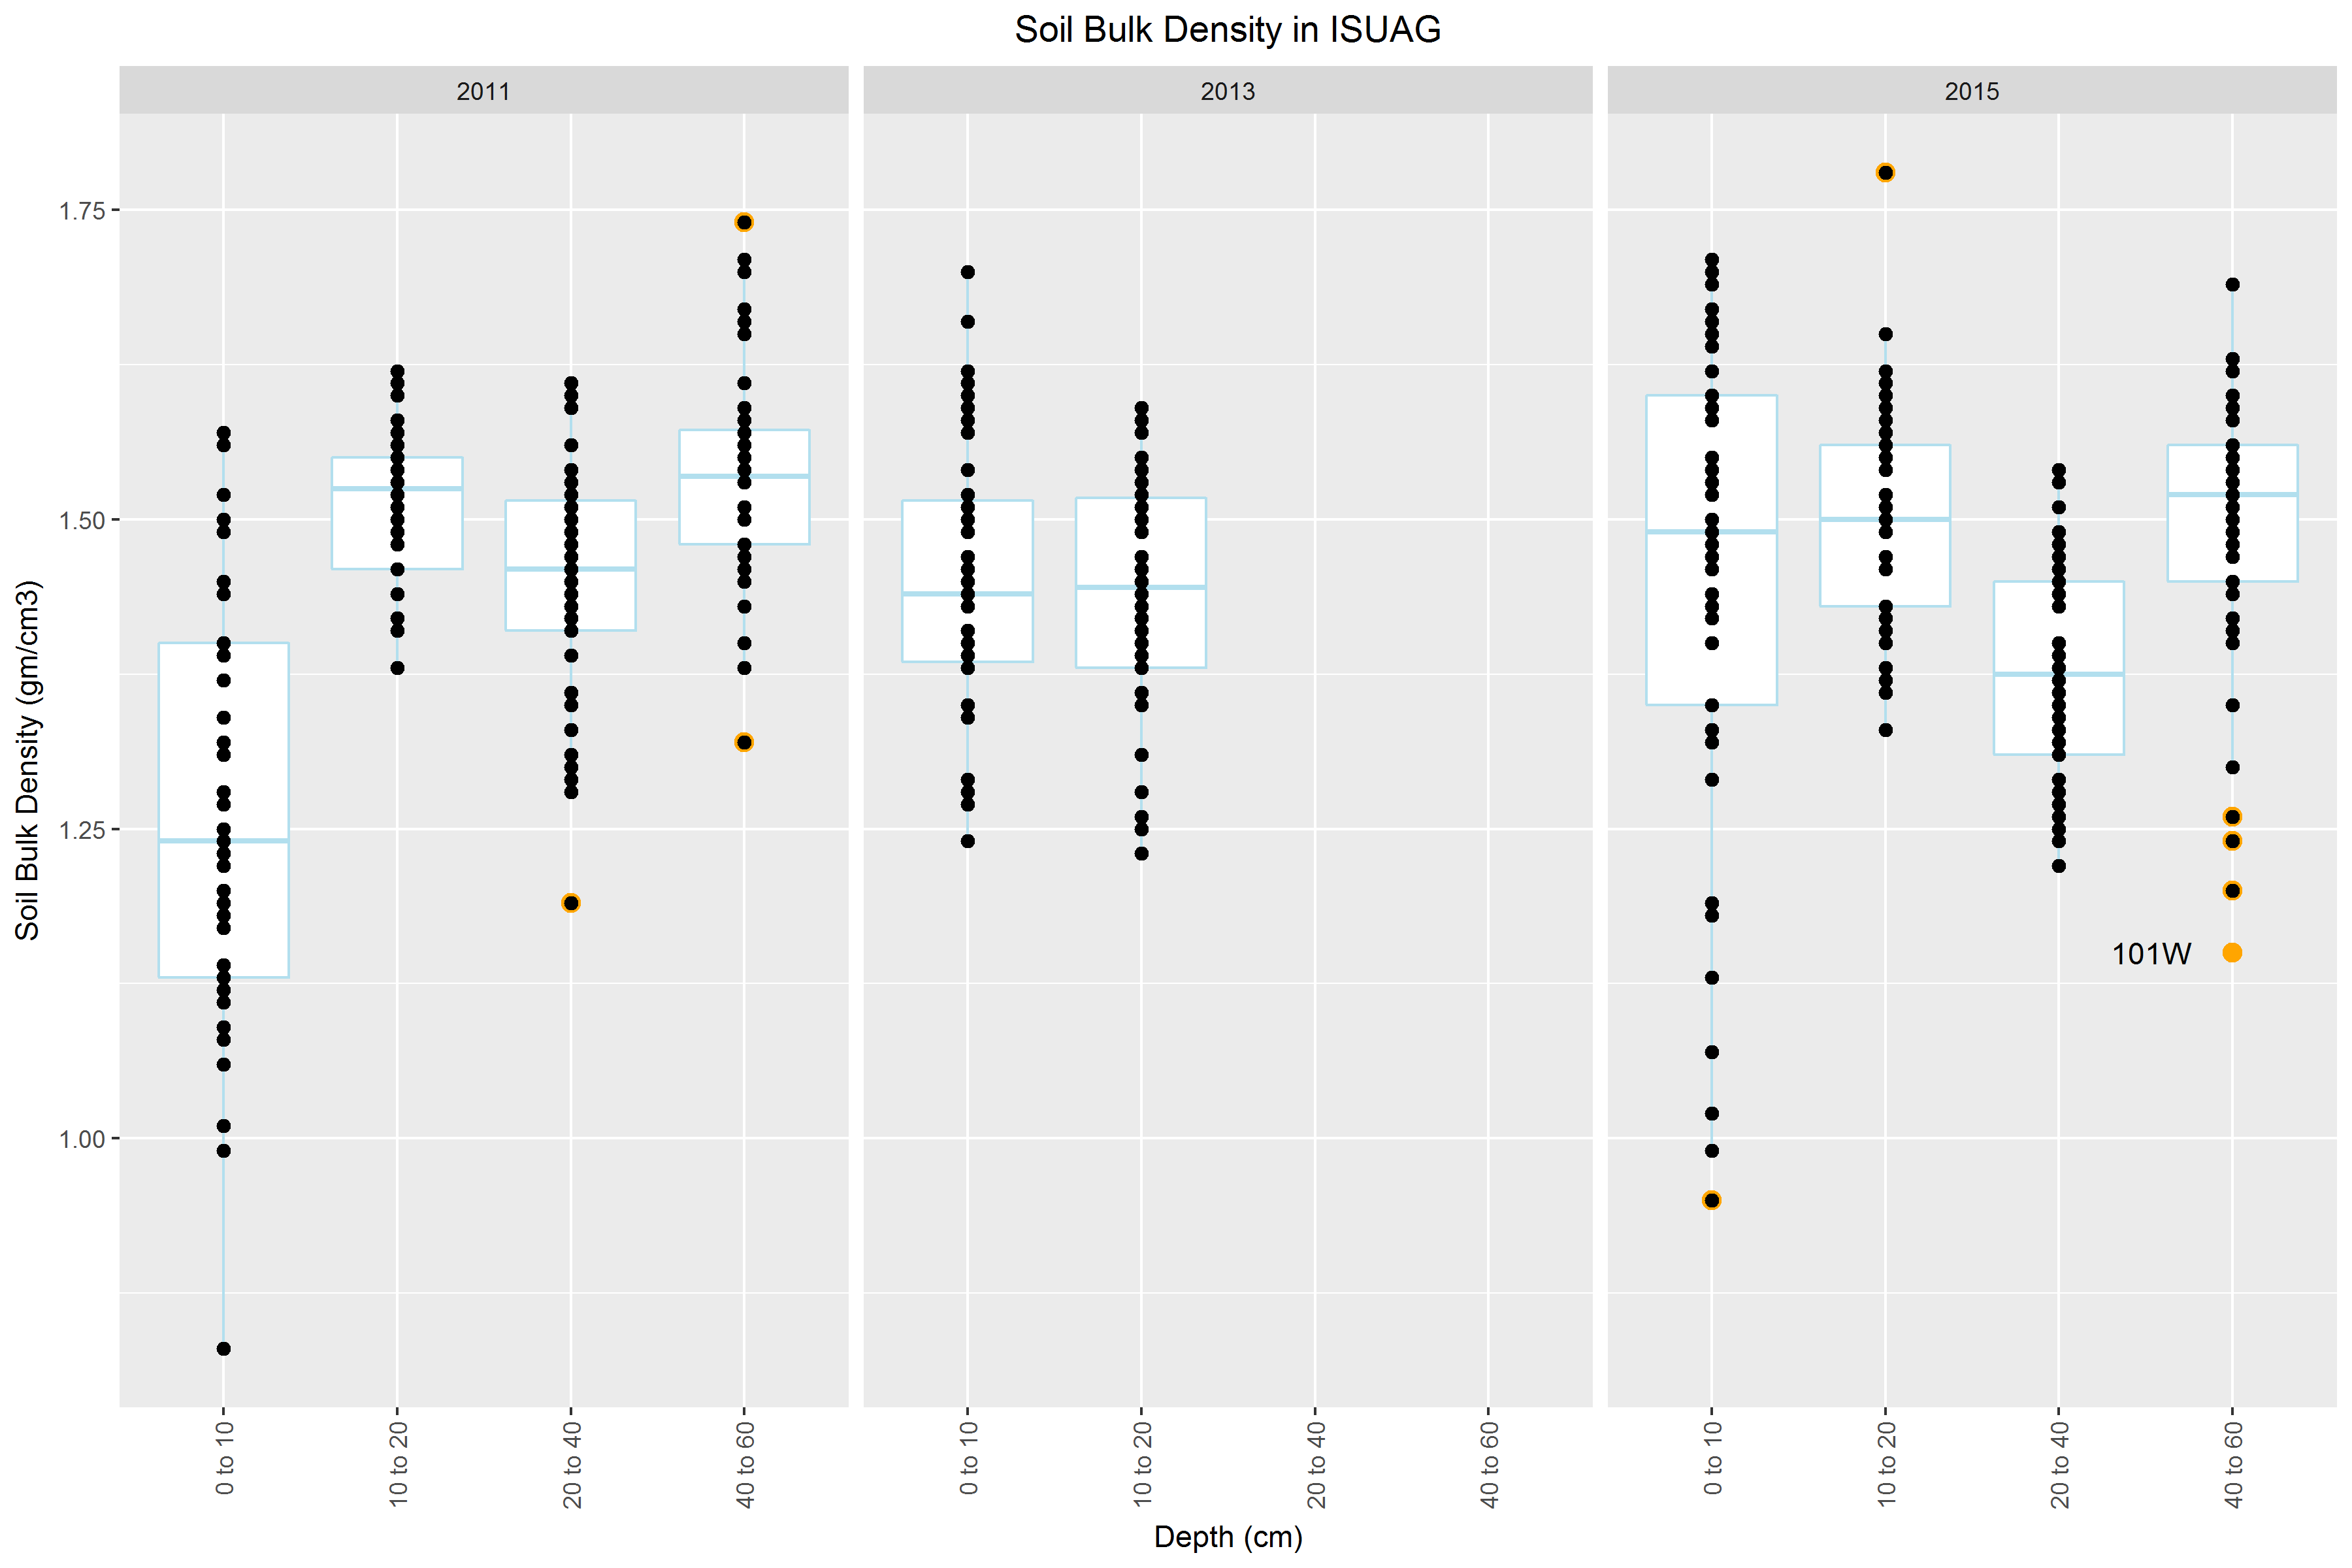 Soil Bulk Density in ISUAG
2011
2013
2015
Soil Bulk Density (gm/cm3)
1.75
1.50
1.25
1.00
101W
0 to 10
10 to 20
20 to 40
40 to 60
0 to 10
10 to 20
20 to 40
40 to 60
0 to 10
10 to 20
20 to 40
40 to 60
Depth (cm)